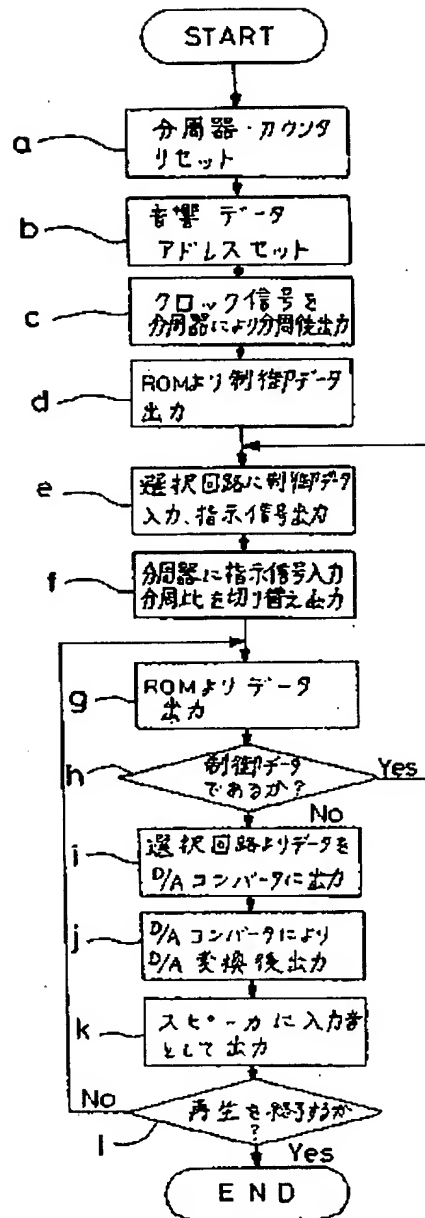 START
a
分周器・カウンタ
リセット
b
音響 データ
アドレスセット
c
クロック信号を
分周器により分周後出力
d
ROMより制御データ
出力
e
選択回路に制御データ
入力、指示信号出力
f
分周器に指示信号入力
分周比を切り替え出力
g
ROMよりデータ
出力
h
制御データ
であるか?
Yes
No
i
選択回路よりデータを
D/Aコンバータに出力
j
D/Aコンバータにより
D/A変換後出力
k
スピーカに入力音
として出力
No
l
再生を終了するか
?
Yes
END